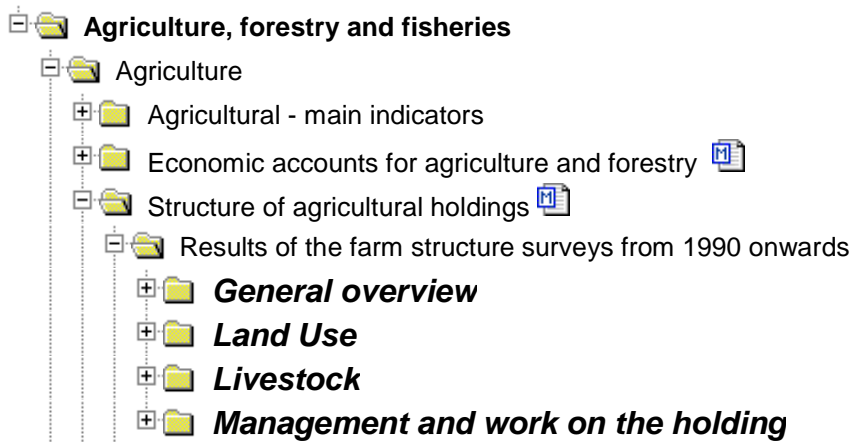 Agriculture, forestry and fisheries
Agriculture
Agricultural - main indicators
Economic accounts for agriculture and forestry M
Structure of agricultural holdings M
Results of the farm structure surveys from 1990 onwards
General overview
Land Use
Livestock
Management and work on the holding